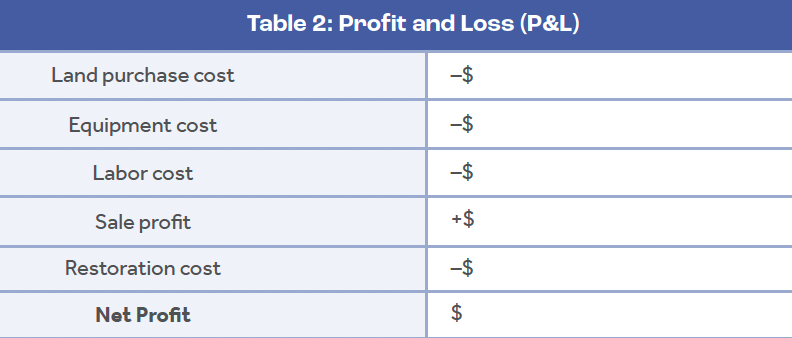 Table 2: Profit and Loss (P&L)
Land purchase cost –$
Equipment cost –$
Labor cost –$
Sale profit +$
Restoration cost –$
Net Profit $